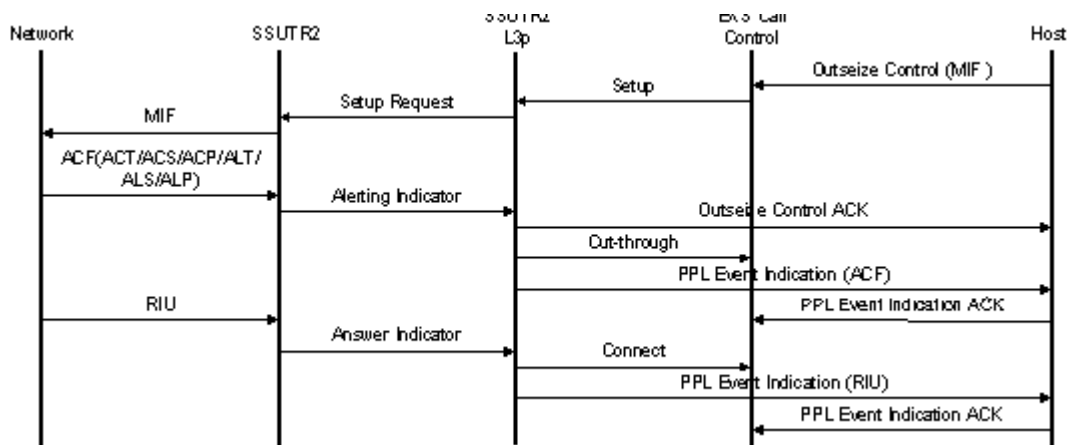 Network
SSUTR2
SSUTR2
L3p
Call
Control
Host
Outseize Control (MIF )
Setup
Setup Request
MIF
ACF(ACT/ACS/ACP/ALT/
ALS/ALP)
Alerting Indicator
Outseize Control ACK
Cut-through
PPL Event Indication (ACF)
RIU
PPL Event Indication ACK
Answer Indicator
Connect
PPL Event Indication (RIU)
PPL Event Indication ACK